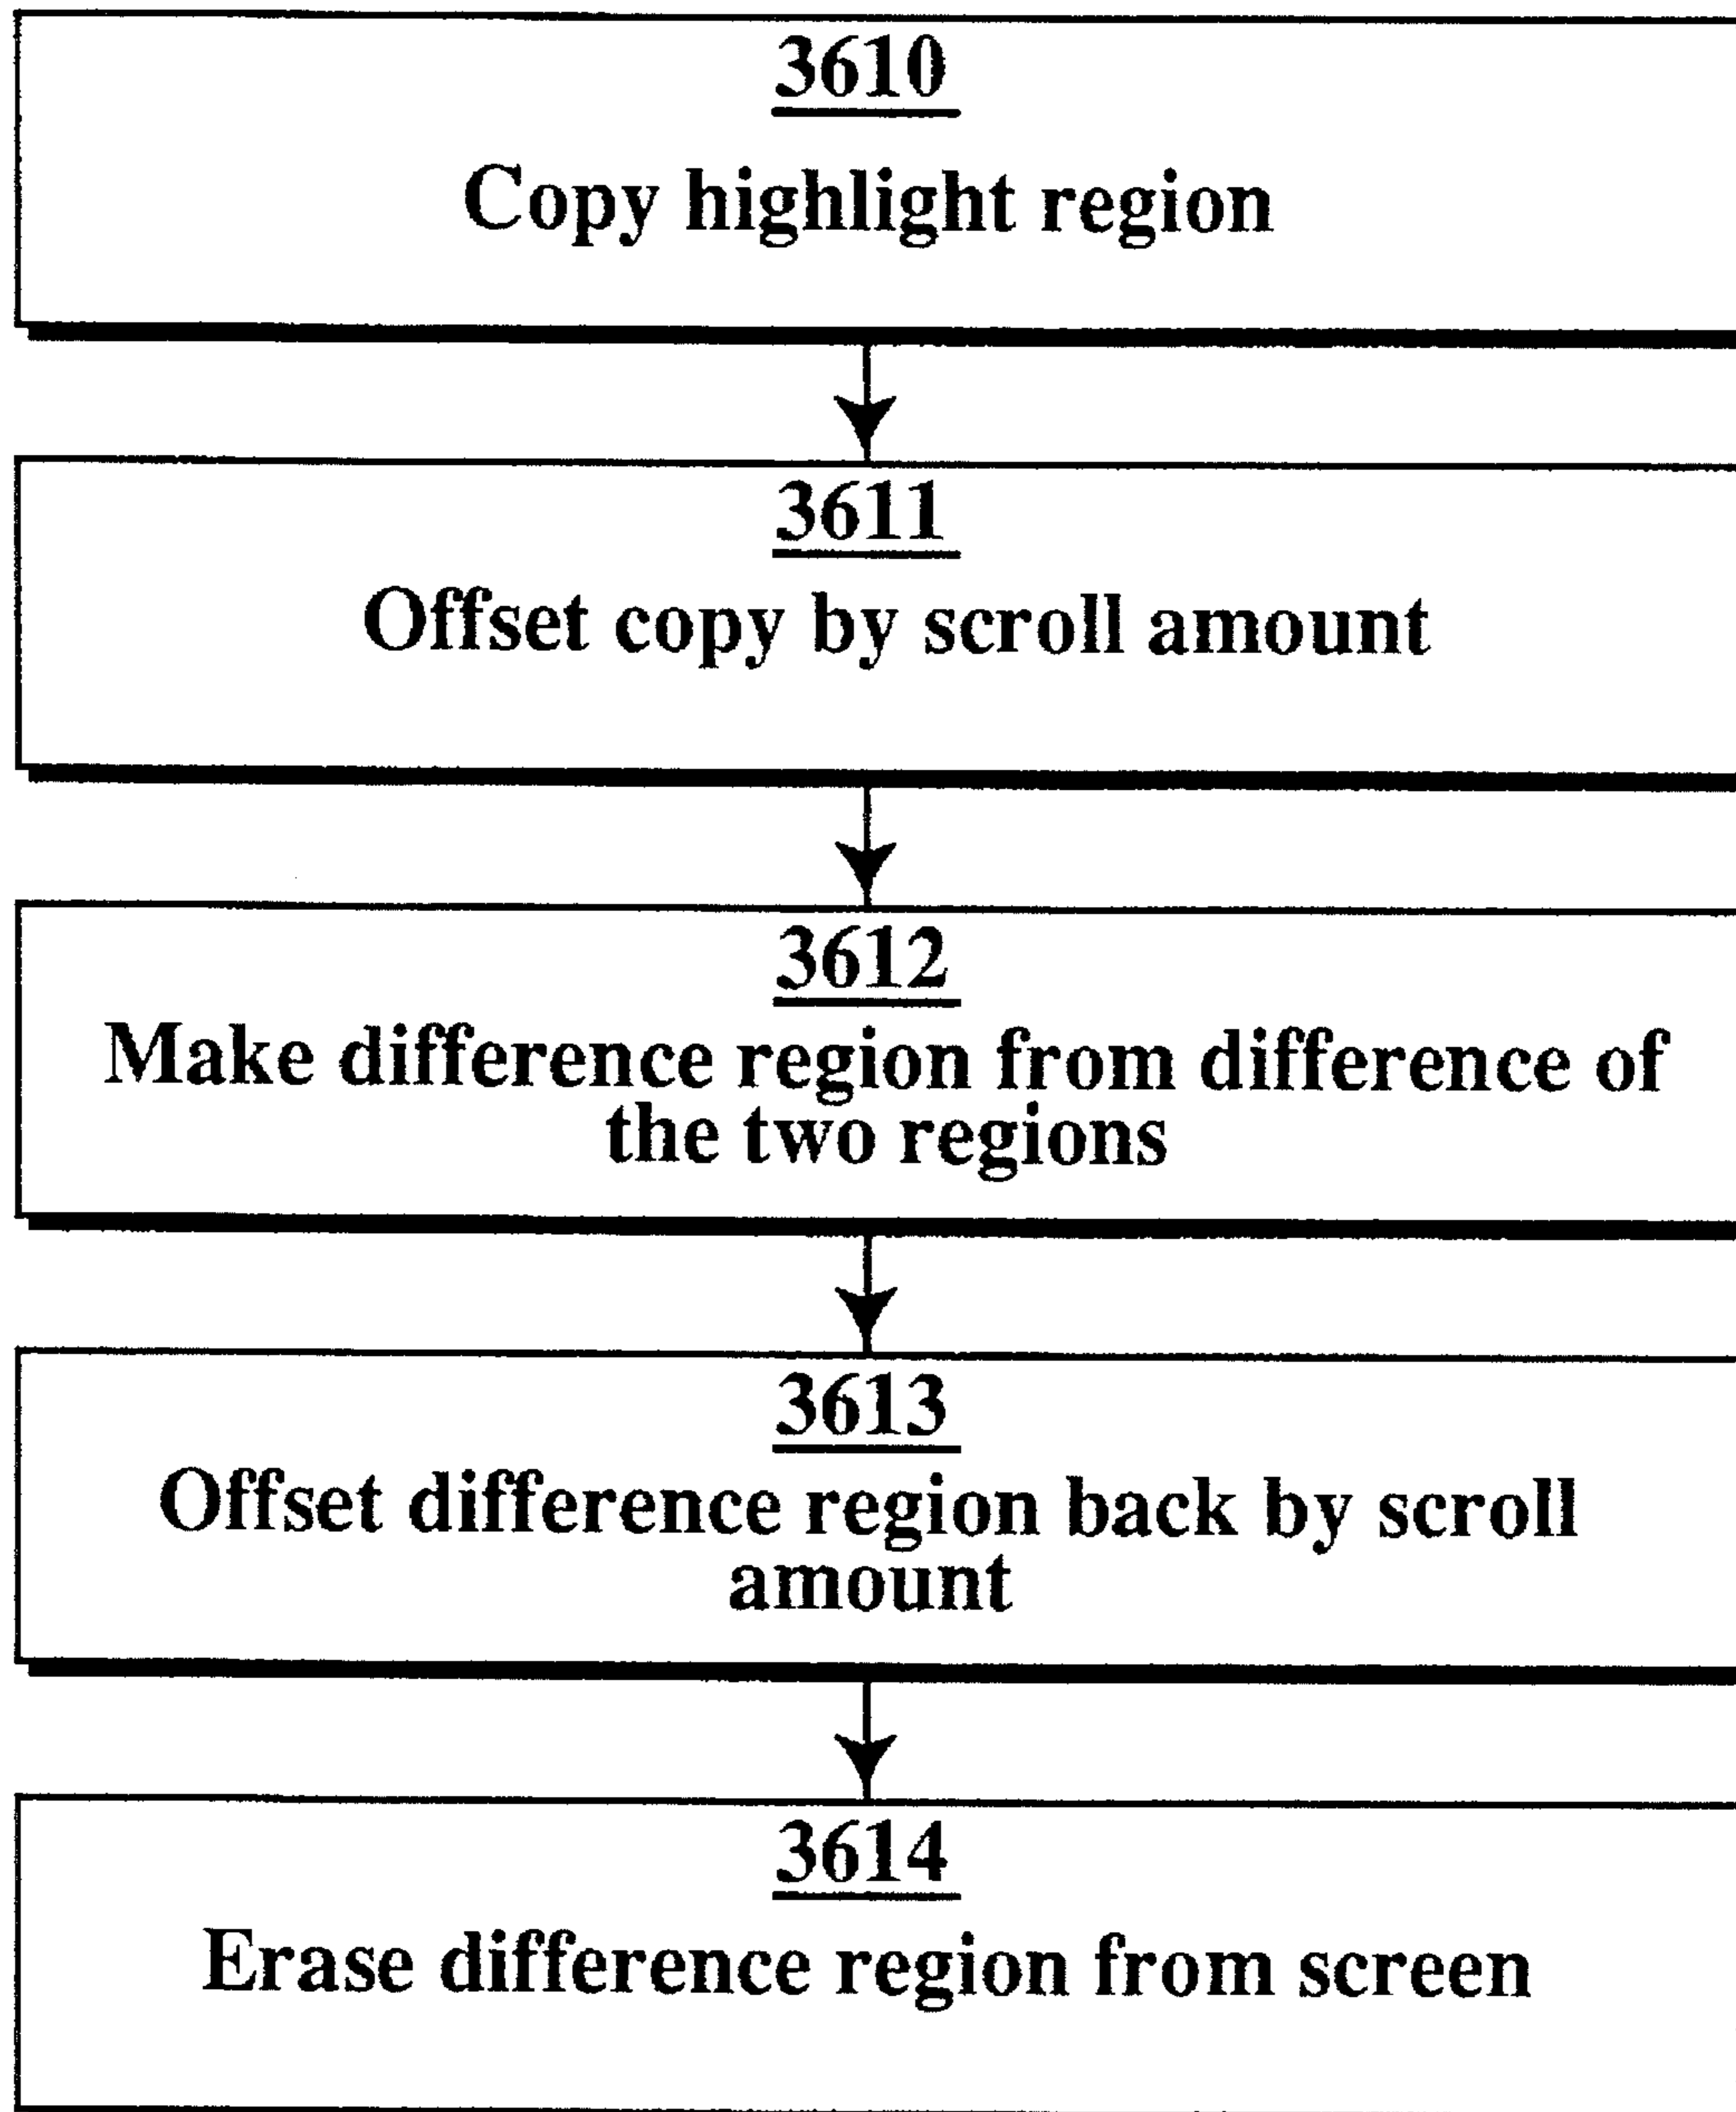 3610
Copy highlight region
3611
Offset copy by scroll amount
3612
Make difference region from difference of
the two regions
3613
Offset difference region back by scroll
amount
3614
Erase difference region from screen